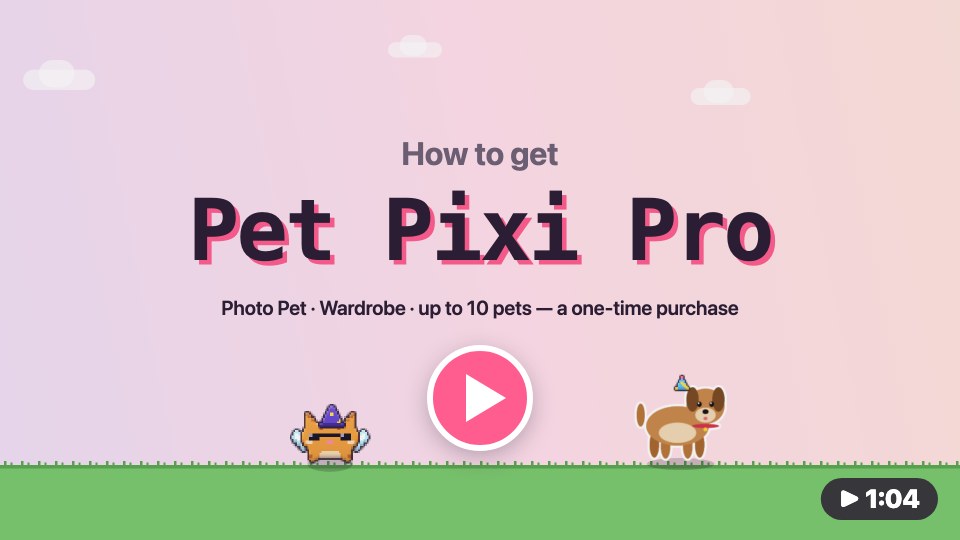 How to get
Pet Pixi Pro
Photo Pet · Wardrobe · up to 10 pets — a one-time purchase
1:04